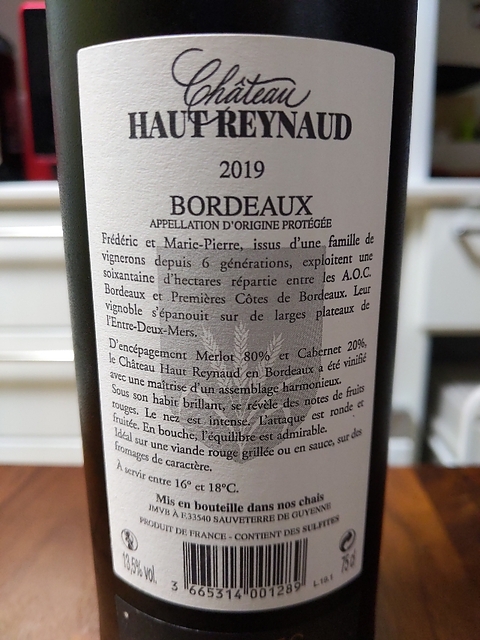 Château
HAUT REYNAUD
2019
BORDEAUX
APPELLATION D'ORIGINE PROTÉGÉE
Frédéric et Marie-Pierre, issus d'une famille de
vignerons depuis 6 générations, exploitent une
soixantaine d'hectares répartie entre les A.O.C.
Bordeaux et Premières Côtes de Bordeaux. Leur
vignoble s'épanouit sur de larges plateaux de
l'Entre-Deux-Mers.
D'encépagement Merlot 80% et Cabernet 20%,
le Château Haut Reynaud en Bordeaux a été vinifié
avec une maîtrise d'un assemblage harmonieux.
Sous son habit brillant, se révèle des notes de fruits
rouges. Le nez est intense. L'attaque est ronde et
fruitée. En bouche, l'équilibre est admirable.
Idéal sur une viande rouge grillée ou en sauce, sur des
fromages de caractère.
À servir entre 16° et 18°C.
Mis en bouteille dans nos chais
JMVB À F.33540 SAUVETERRE DE GUYENNE
PRODUIT DE FRANCE - CONTIENT DES SULFITES
13,5% vol.
75 cl
3 665314 001289
L.10.1